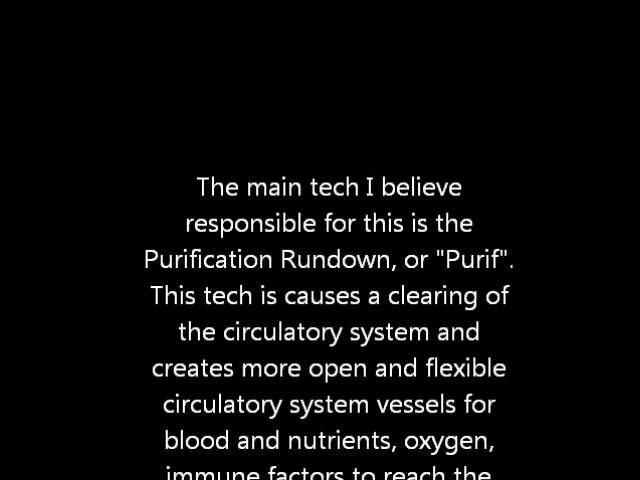 The main tech I believe
responsible for this is the
Purification Rundown, or "Purif".
This tech is causes a clearing of
the circulatory system and
creates more open and flexible
circulatory system vessels for
blood and nutrients, oxygen,
immune factors to reach the